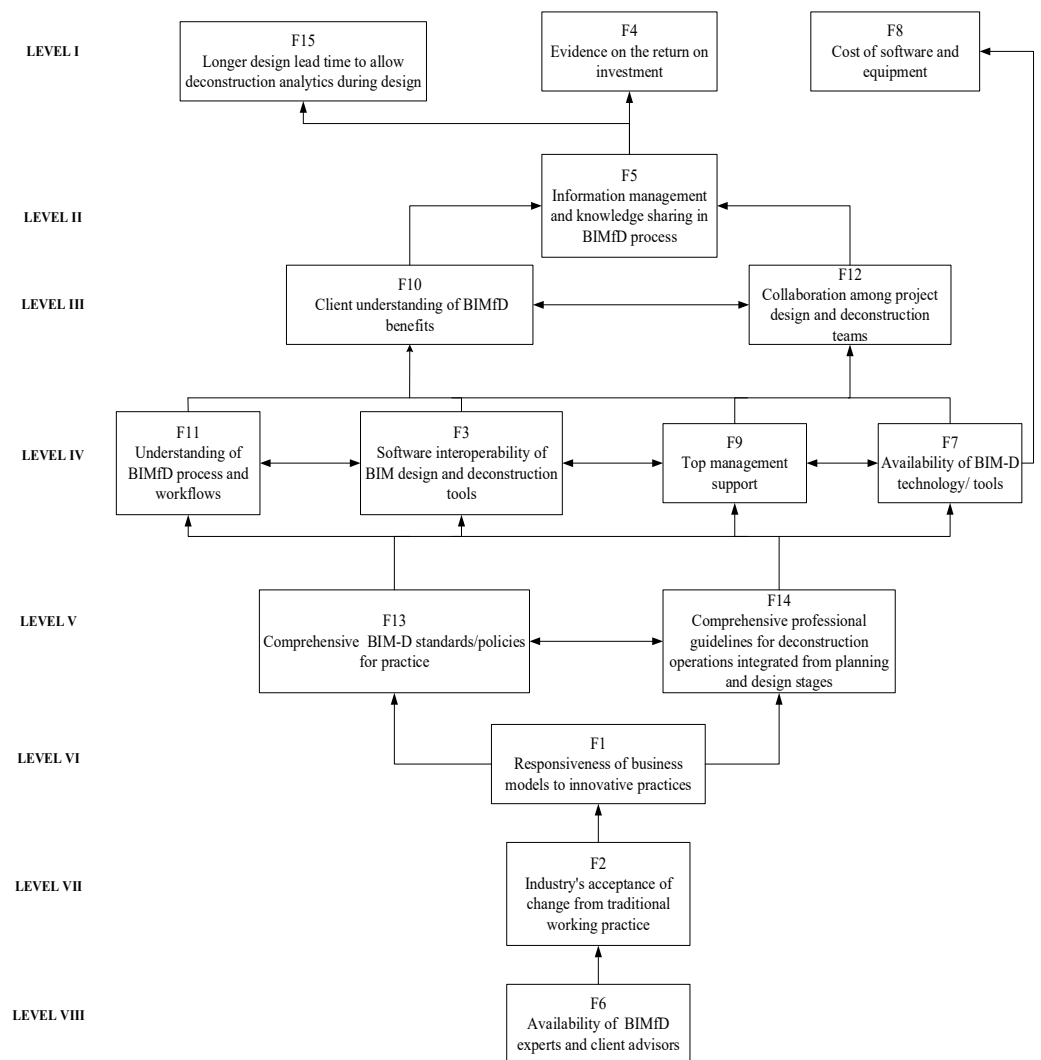 LEVEL I
F15
Longer design lead time to allow
deconstruction analytics during design
F4
Evidence on the return on
investment
F8
Cost of software and
equipment
LEVEL II
F5
Information management
and knowledge sharing in
BIMfD process
LEVEL III
F10
Client understanding of BIMfD
benefits
F12
Collaboration among project
design and deconstruction
teams
LEVEL IV
F11
Understanding of
BIMfD process and
workflows
F3
Software interoperability of
BIM design and deconstruction
tools
F9
Top management
support
F7
Availability of BIM-D
technology/ tools
LEVEL V
F13
Comprehensive BIM-D standards/policies
for practice
F14
Comprehensive professional
guidelines for deconstruction
operations integrated from planning
and design stages
LEVEL VI
F1
Responsiveness of business
models to innovative practices
LEVEL VII
F2
Industry's acceptance of
change from traditional
working practice
LEVEL VIII
F6
Availability of BIMfD
experts and client advisors